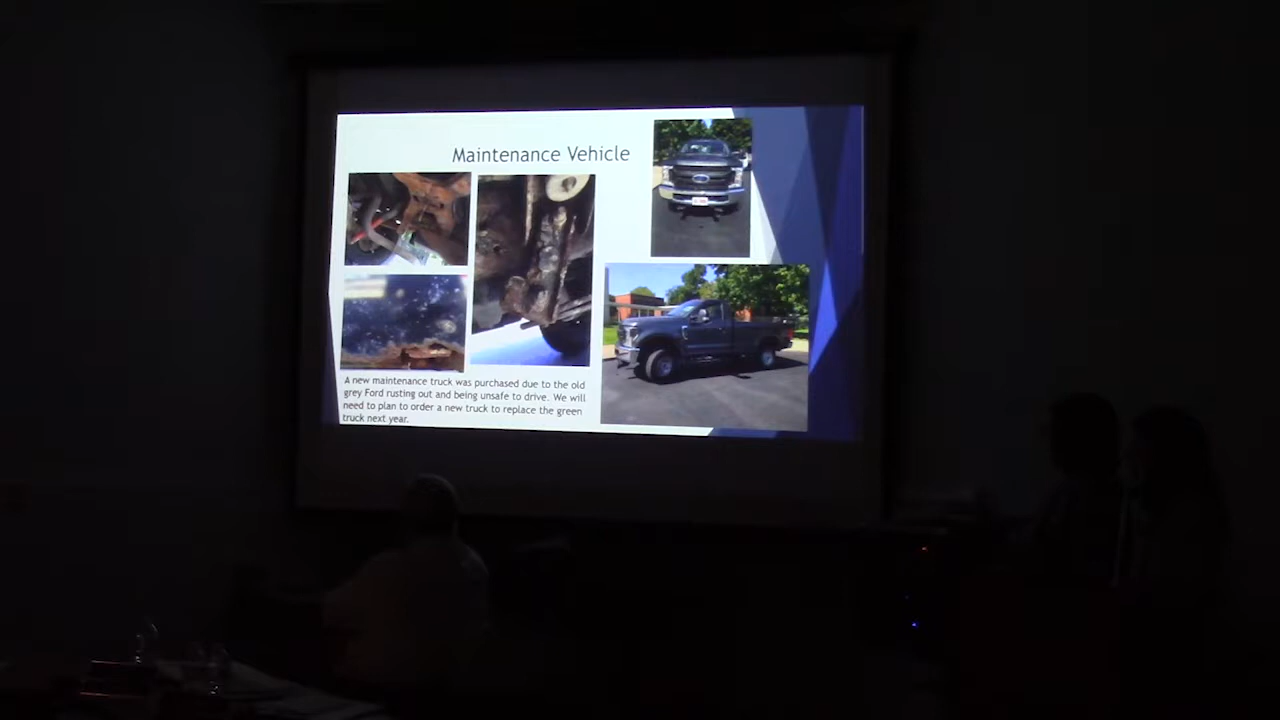 Maintenance Vehicle
A new maintenance truck was purchased due to the old
grey Ford rusting out and being unsafe to drive. We will
need to plan to order a new truck to replace the green
truck next year.